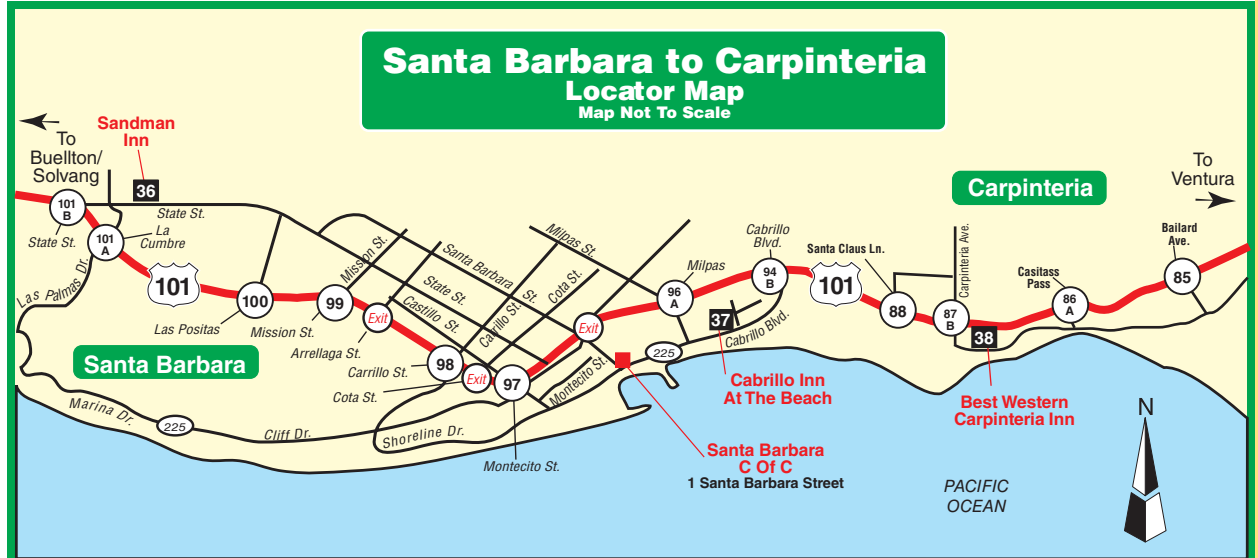 Santa Barbara to Carpinteria
Locator Map
Map Not To Scale
To
Buellton/
Solvang
Sandman
Inn
36
101
B
State St.
101
A
La
Cumbre
State St.
Las Palmas Dr.
101
100
Las Positas
99
Mission St.
Mission St.
Exit
Arrellaga St.
Santa Barbara St.
State St.
Castillo St.
Carrillo St.
Cota St.
Milpas St.
98
Carrillo St.
Exit
Cota St.
97
Montecito St.
Montecito St.
Exit
96
A
Milpas
Cabrillo
Blvd.
94
B
101
37
Cabrillo Blvd.
225
Santa Claus Ln.
88
Carpinteria Ave.
87
B
38
Carpinteria
Casitass
Pass
86
A
Bailard
Ave.
85
To
Ventura
Santa Barbara
Marina Dr.
225
Cliff Dr.
Shoreline Dr.
Cabrillo Inn
At The Beach
Best Western
Carpinteria Inn
Santa Barbara
C Of C
1 Santa Barbara Street
PACIFIC
OCEAN
N